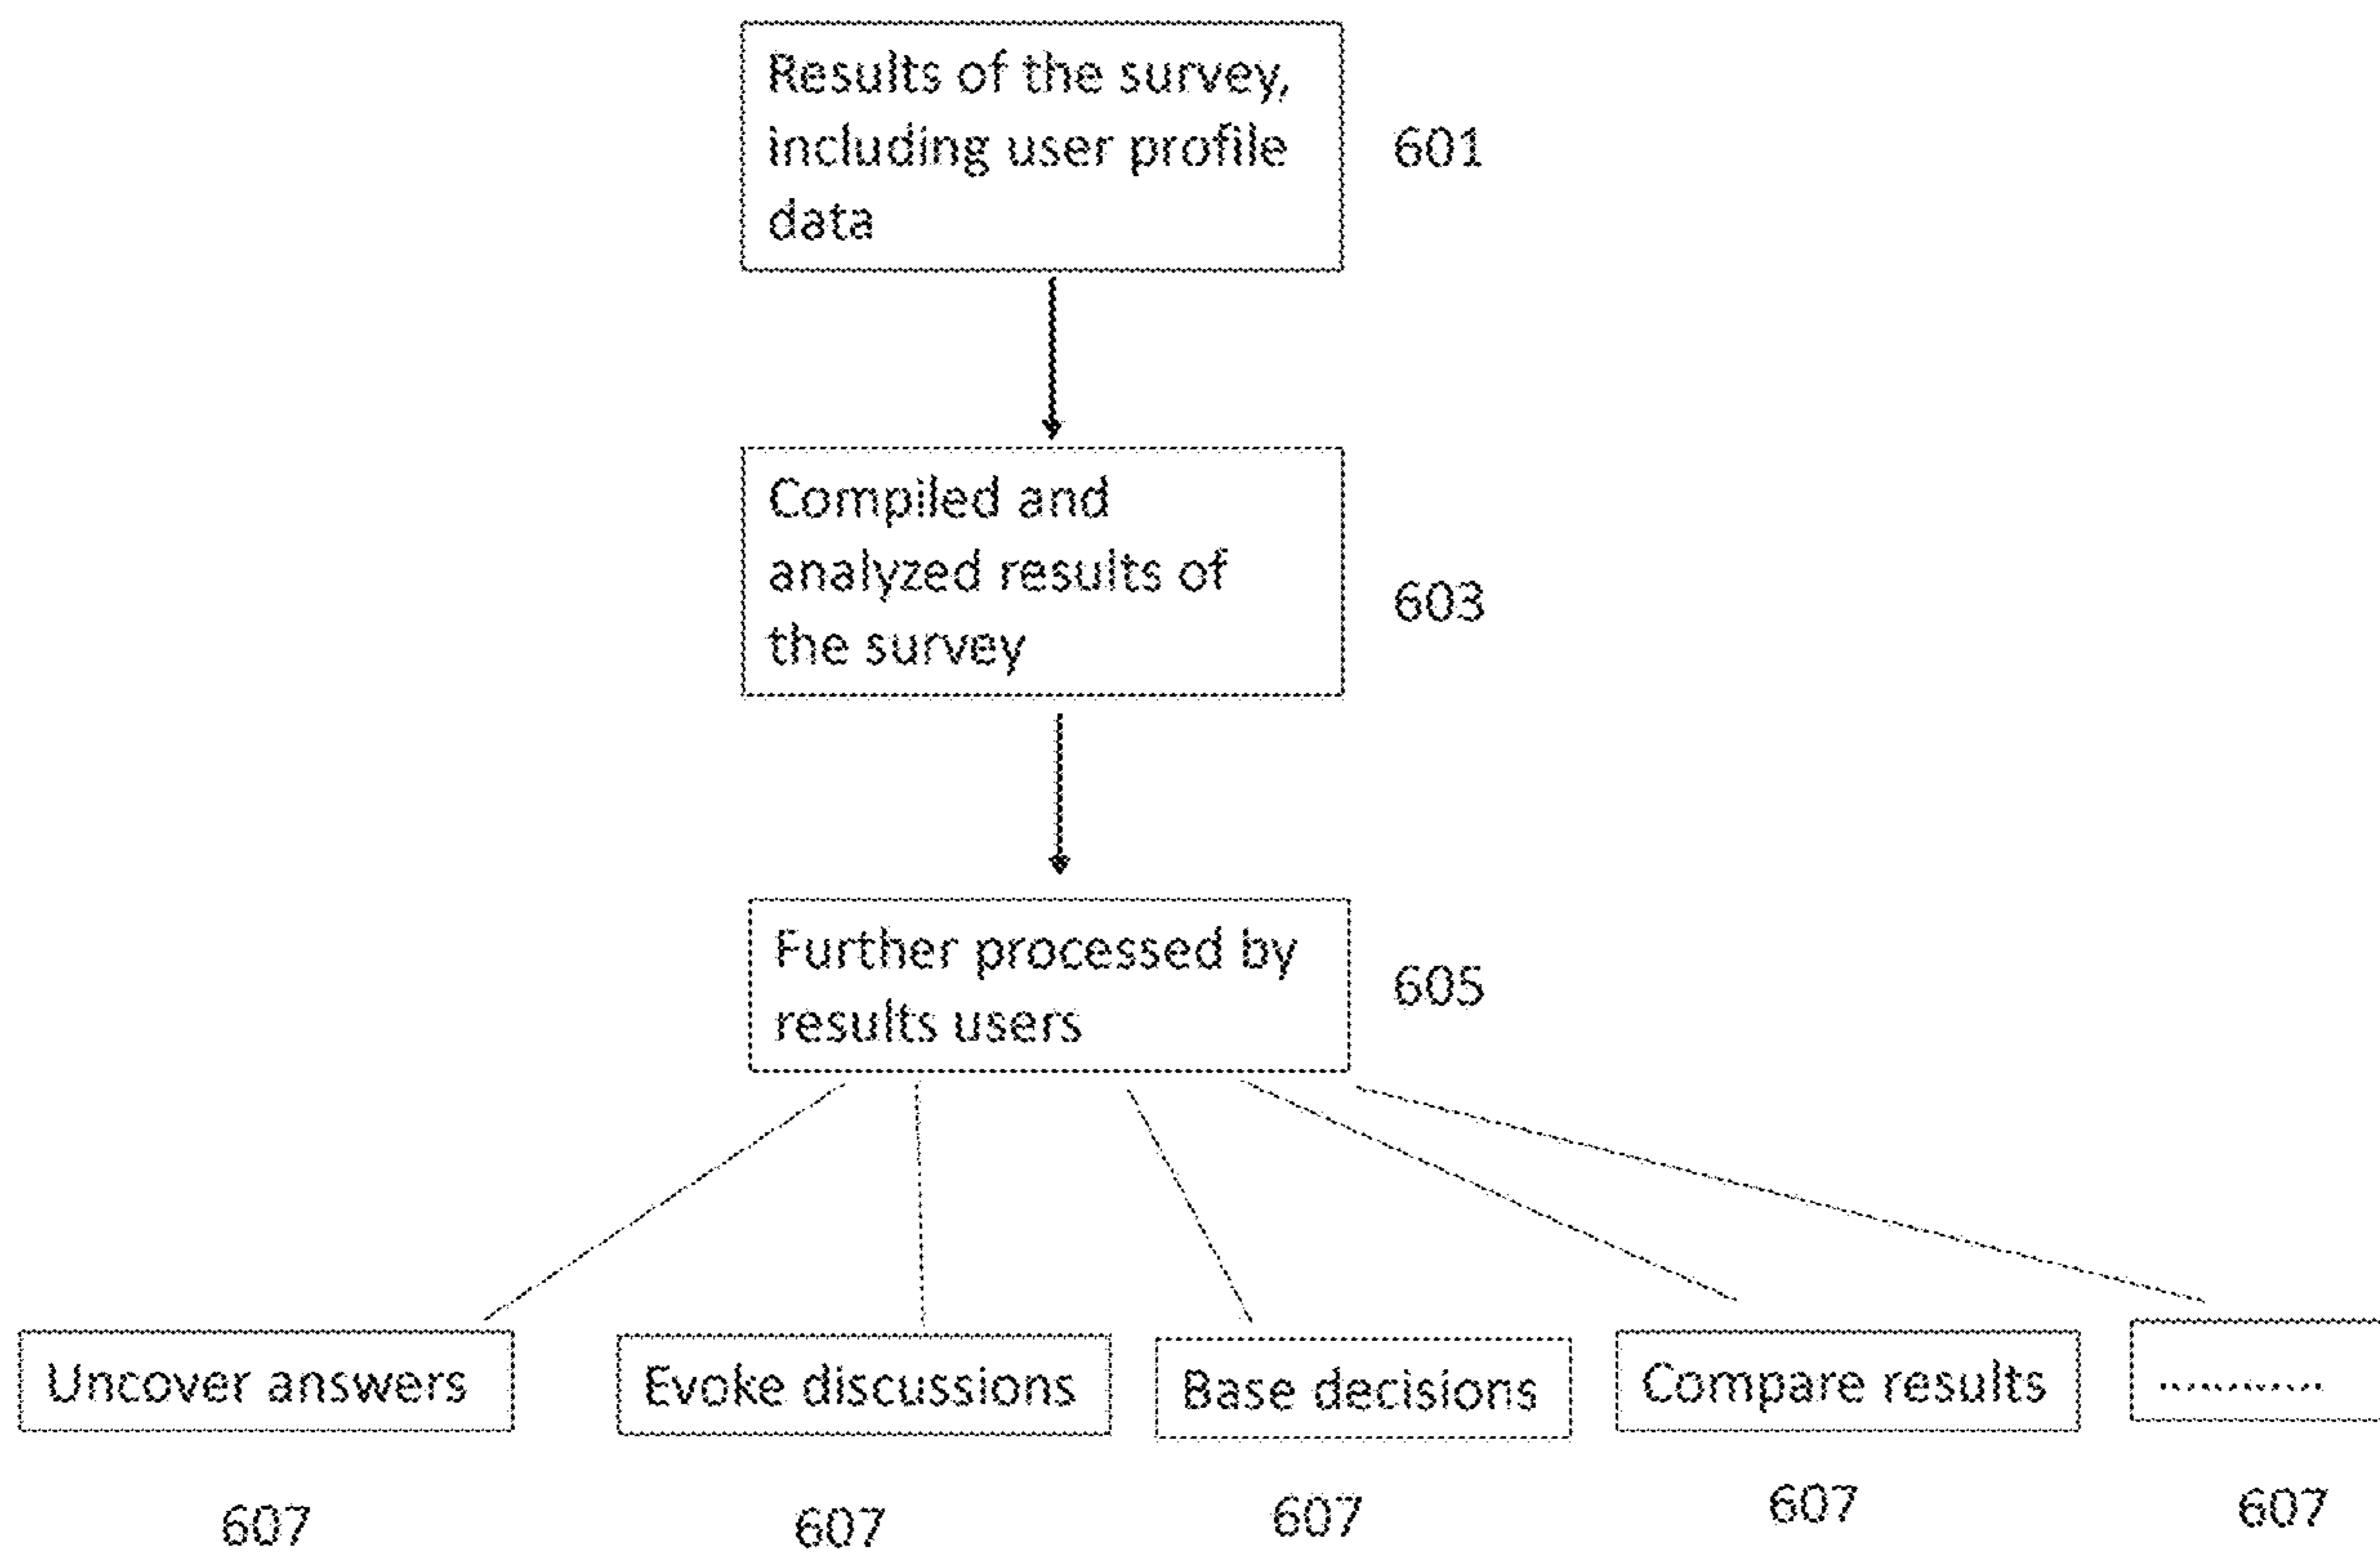 Results of the survey,
including user profile
data
601
Compiled and
analyzed results of
the survey
603
Further processed by
results users
605
Uncover answers
Evoke discussions
Base decisions
Compare results
............
607
607
607
607
607